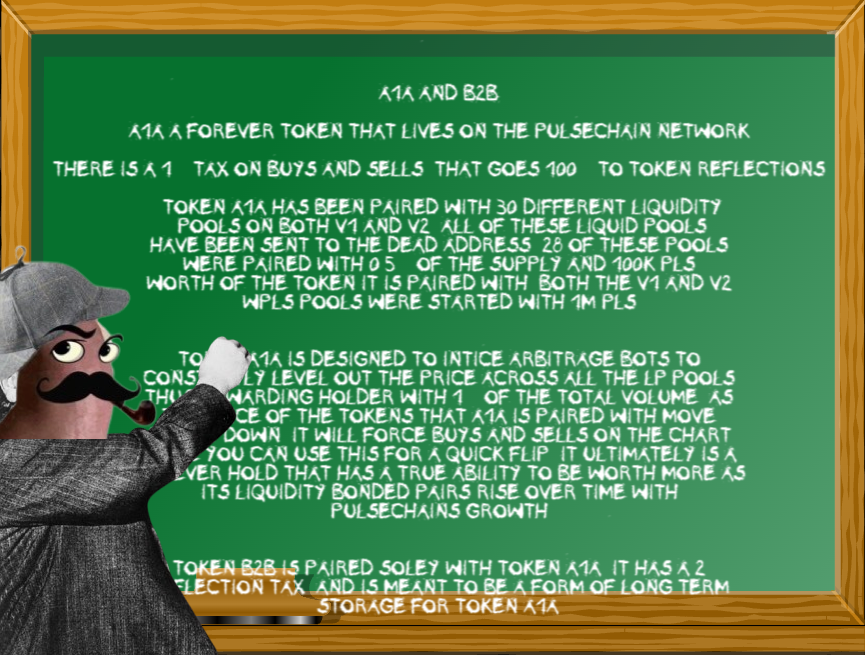 A1A AND B2B
A1A A FOREVER TOKEN THAT LIVES ON THE PULSECHAIN NETWORK
THERE IS A 1 TAX ON BUYS AND SELLS THAT GOES 100 TO TOKEN REFLECTIONS
TOKEN A1A HAS BEEN PAIRED WITH 30 DIFFERENT LIQUIDITY
POOLS ON BOTH V1 AND V2 ALL OF THESE LIQUID POOLS
HAVE BEEN SENT TO THE DEAD ADDRESS 28 OF THESE POOLS
WERE PAIRED WITH 0 5 OF THE SUPPLY AND 100K PLS
WORTH OF THE TOKEN IT IS PAIRED WITH BOTH THE V1 AND V2
WPLS POOLS WERE STARTED WITH 1M PLS
A1A IS DESIGNED TO INTICE ARBITRAGE BOTS TO
LEVEL OUT THE PRICE ACROSS ALL THE LP POOLS
HOLDER WITH 1 OF THE TOTAL VOLUME AS
OF THE TOKENS THAT A1A IS PAIRED WITH MOVE
DOWN IT WILL FORCE BUYS AND SELLS ON THE CHART
YOU CAN USE THIS FOR A QUICK FLIP IT ULTIMATELY IS A
HOLD THAT HAS A TRUE ABILITY TO BE WORTH MORE AS
ITS LIQUIDITY BONDED PAIRS RISE OVER TIME WITH
PULSECHAINS GROWTH
TOKEN B2B IS PAIRED SOLEY WITH TOKEN A1A IT HAS A 2
TAX AND IS MEANT TO BE A FORM OF LONG TERM
STORAGE FOR TOKEN A1A